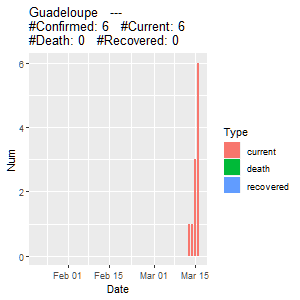 Guadeloupe   ---
#Confirmed: 6   #Current: 6
#Death: 0   #Recovered: 0
6
4
2
0
Num
Feb 01 Feb 15 Mar 01 Mar 15
Date
Type
current
death
recovered